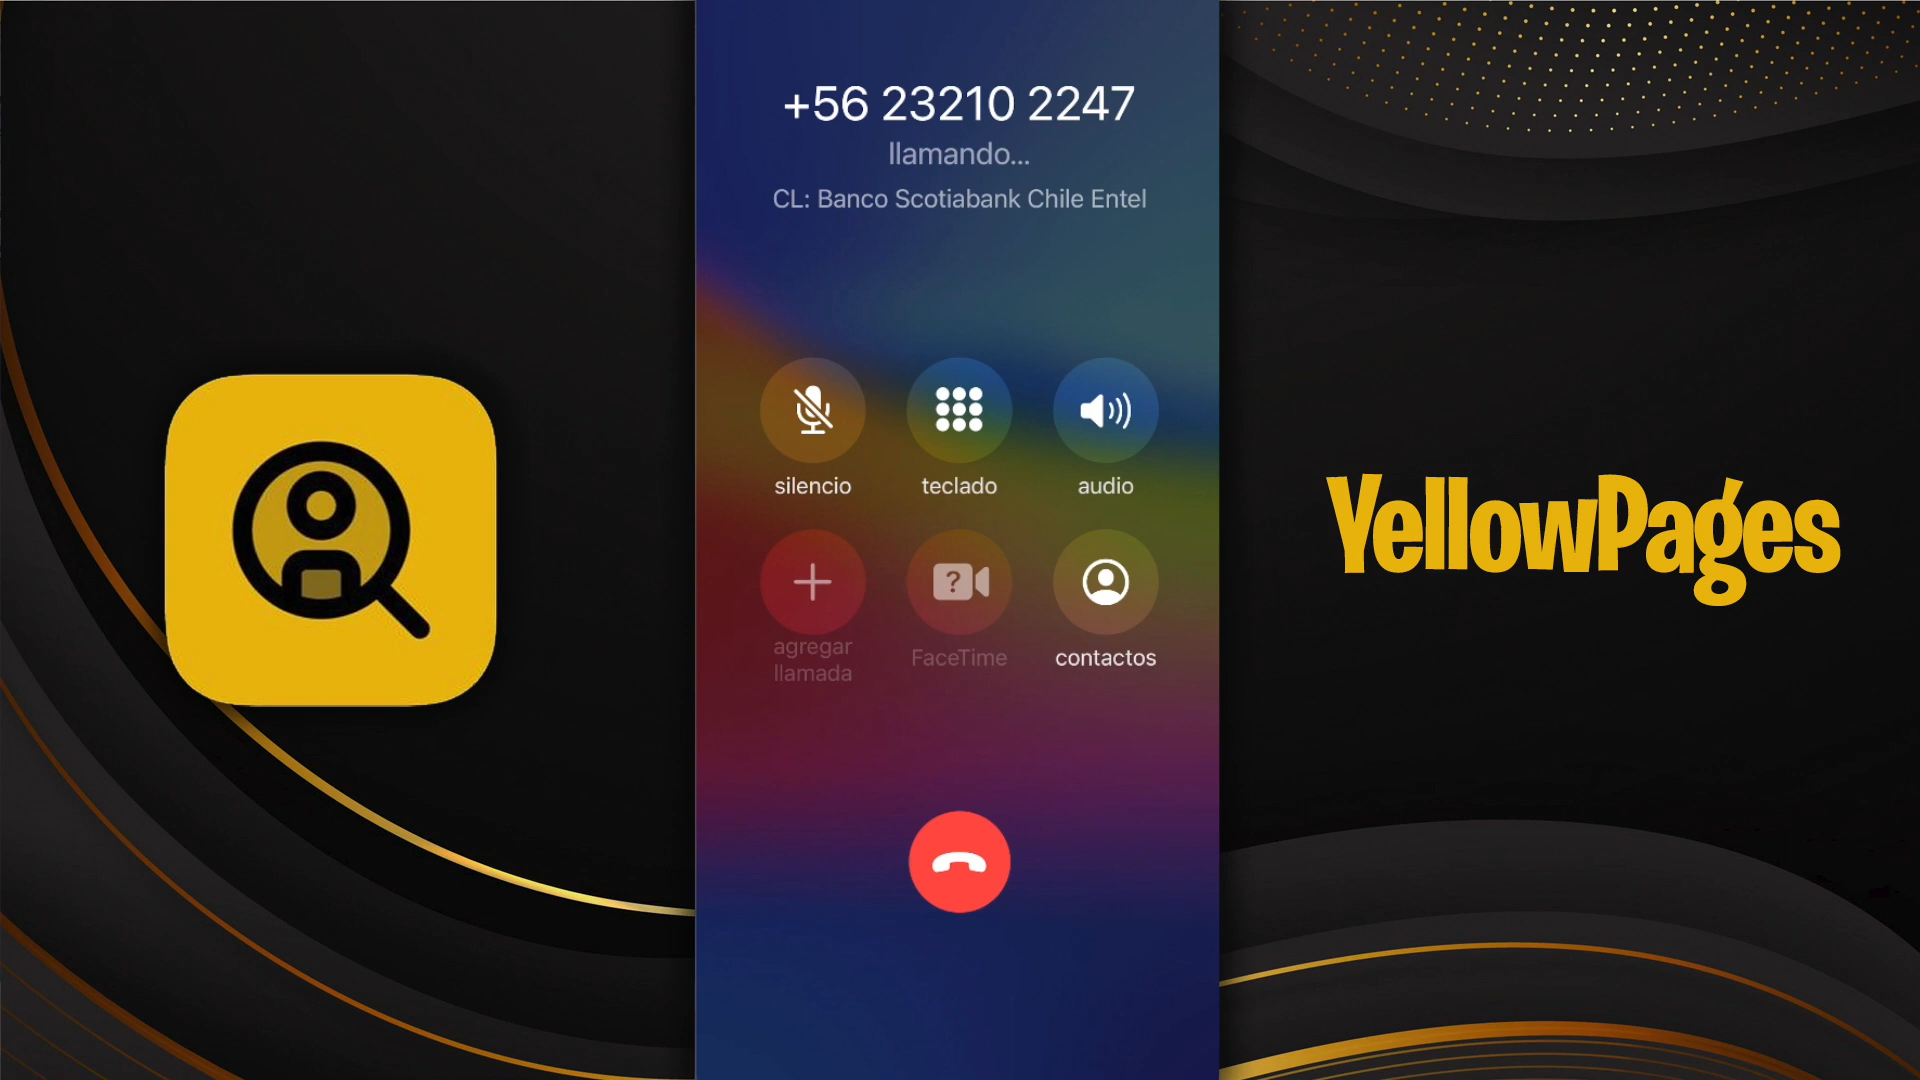 +56 23210 2247
llamando...
CL: Banco Scotiabank Chile Entel
silencio
teclado
audio
agregar
llamada
?
FaceTime
contactos
YellowPages